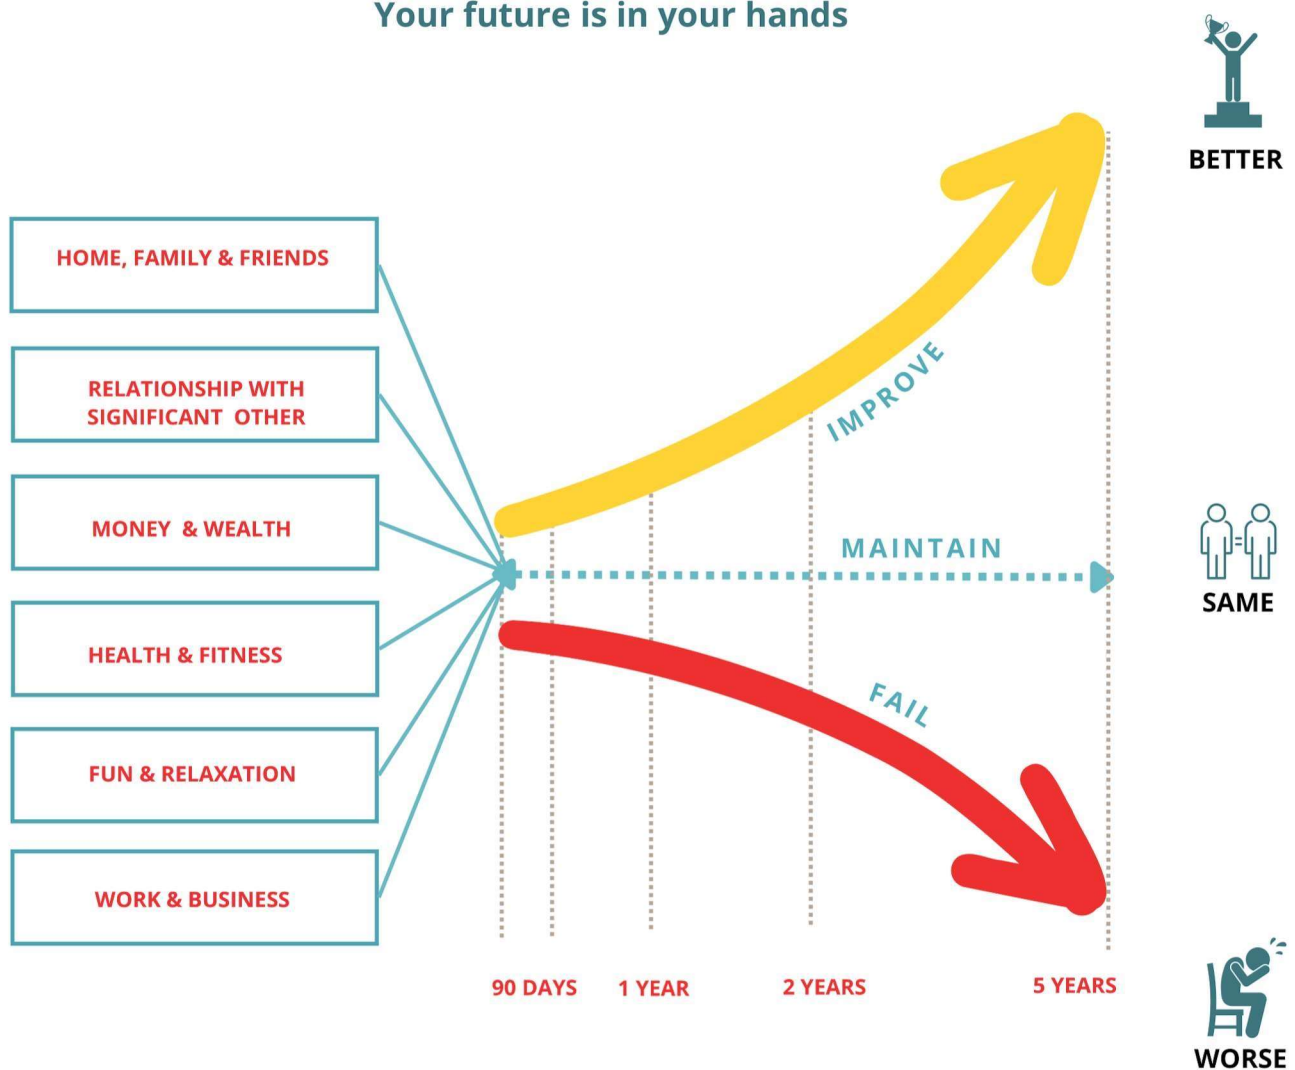 Your future is in your hands
BETTER
HOME, FAMILY & FRIENDS
RELATIONSHIP WITH
SIGNIFICANT OTHER
MONEY & WEALTH
HEALTH & FITNESS
FUN & RELAXATION
WORK & BUSINESS
IMPROVE
MAINTAIN
FAIL
SAME
90 DAYS
1 YEAR
2 YEARS
5 YEARS
WORSE